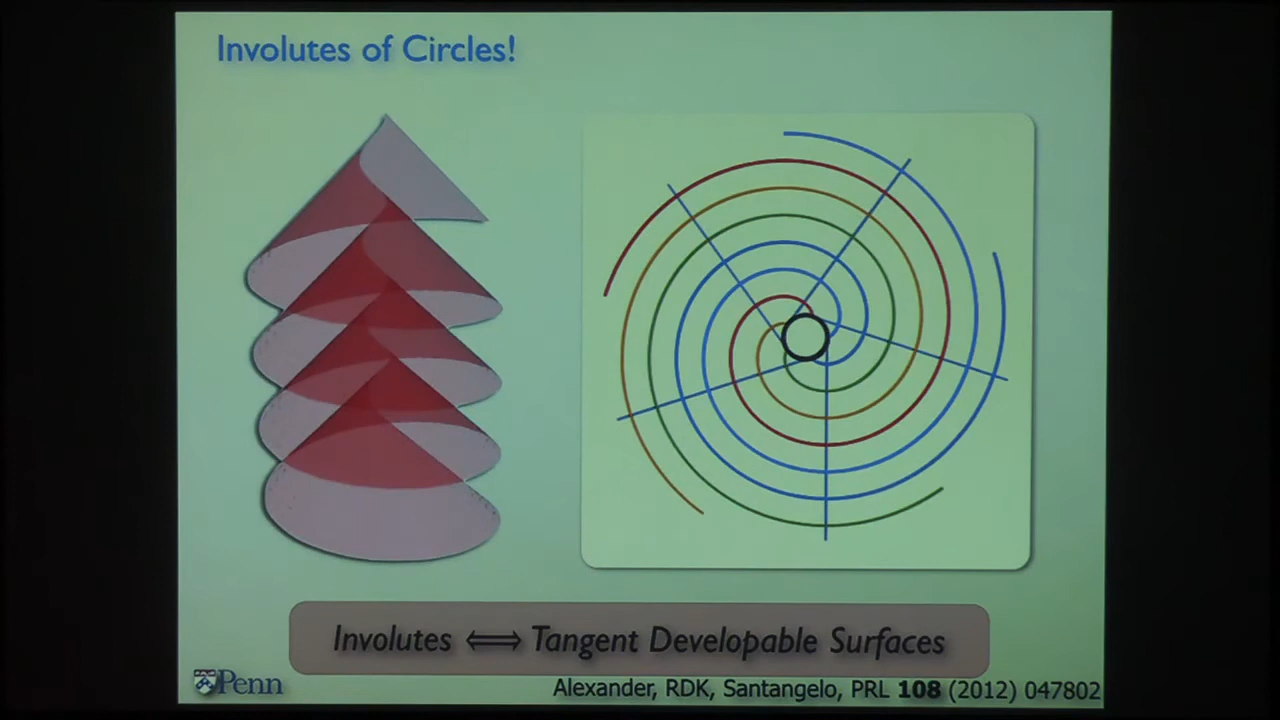 Involutes of Circles!
Involutes ⟺ Tangent Developable Surfaces
Penn
Alexander, RDK, Santangelo, PRL 108 (2012) 047802